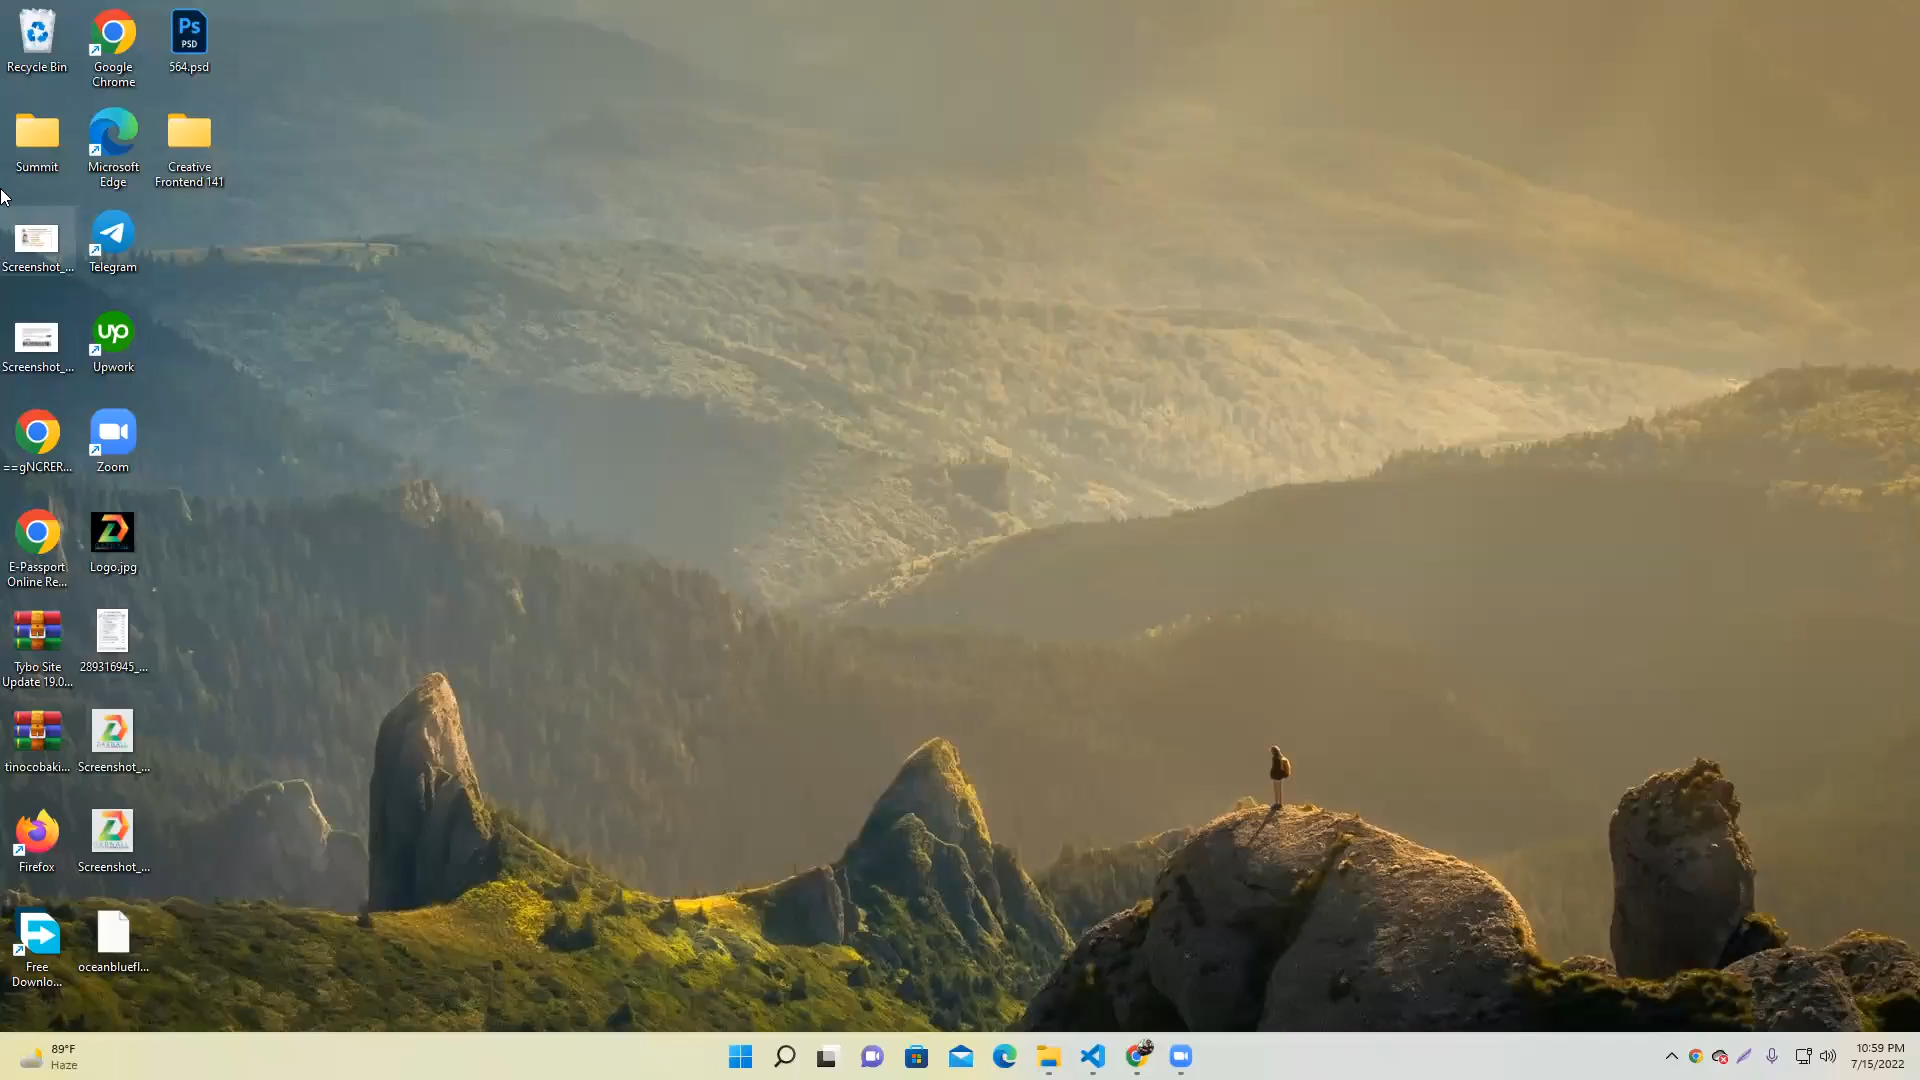 Recycle Bin
Google
Chrome
Ps
PSD
564.psd
Summit
Microsoft
Edge
Creative
Frontend 141
Screenshot_...
Telegram
Screenshot_...
up
Upwork
==gNCRER...
Zoom
E-Passport
Online Re...
Logo.jpg
Tybo Site
Update 19.0...
289316945_...
tinocobaki...
Screenshot_...
Firefox
Screenshot_...
Free
Downlo...
oceanbluefl...
89°F
Haze
10:59 PM
7/15/2022